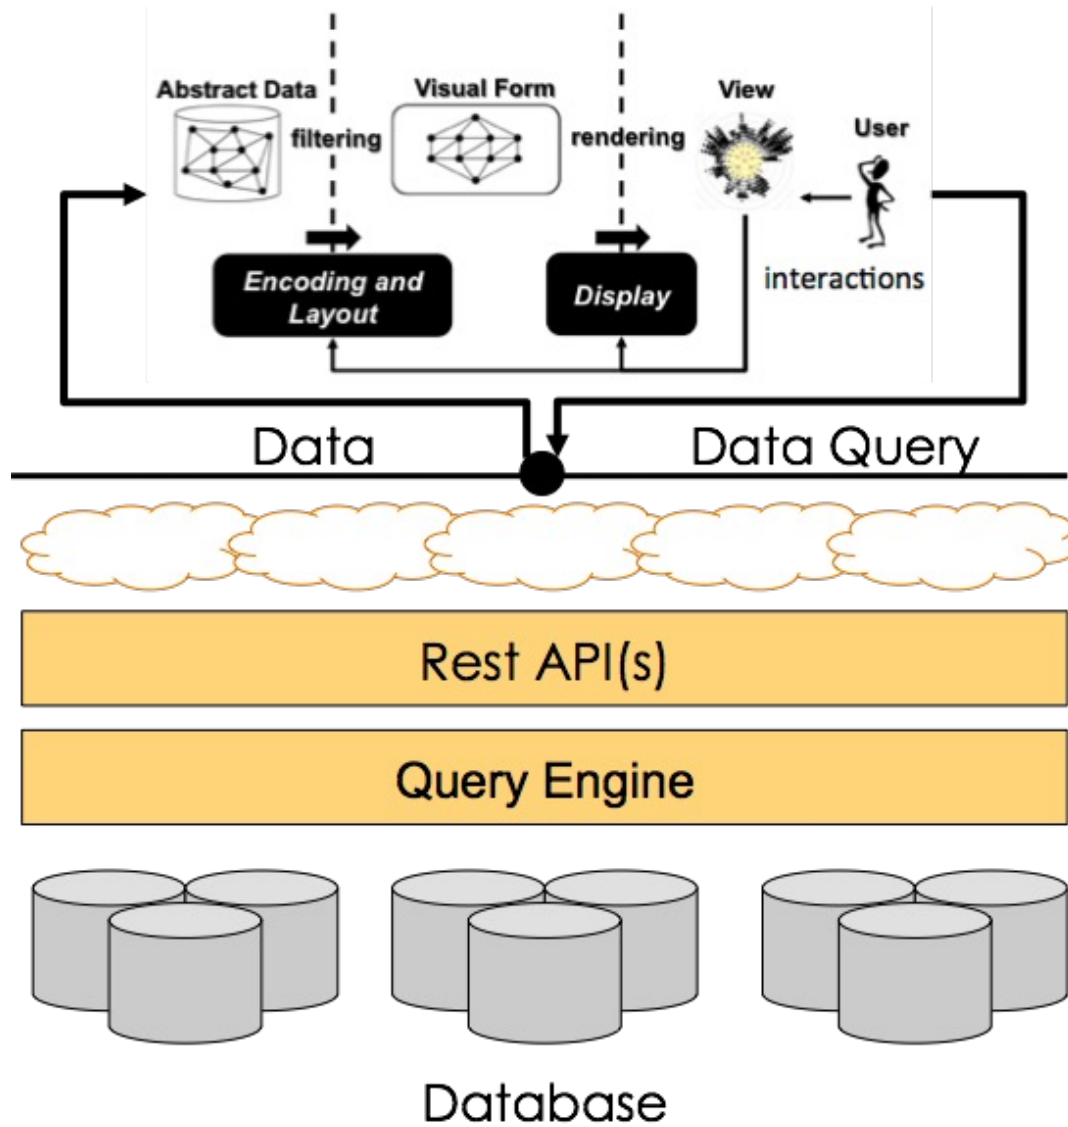 Abstract Data
Visual Form
View
User
filtering
rendering
Encoding and
Layout
Display
interactions
Data
Data Query
Rest API(s)
Query Engine
Database